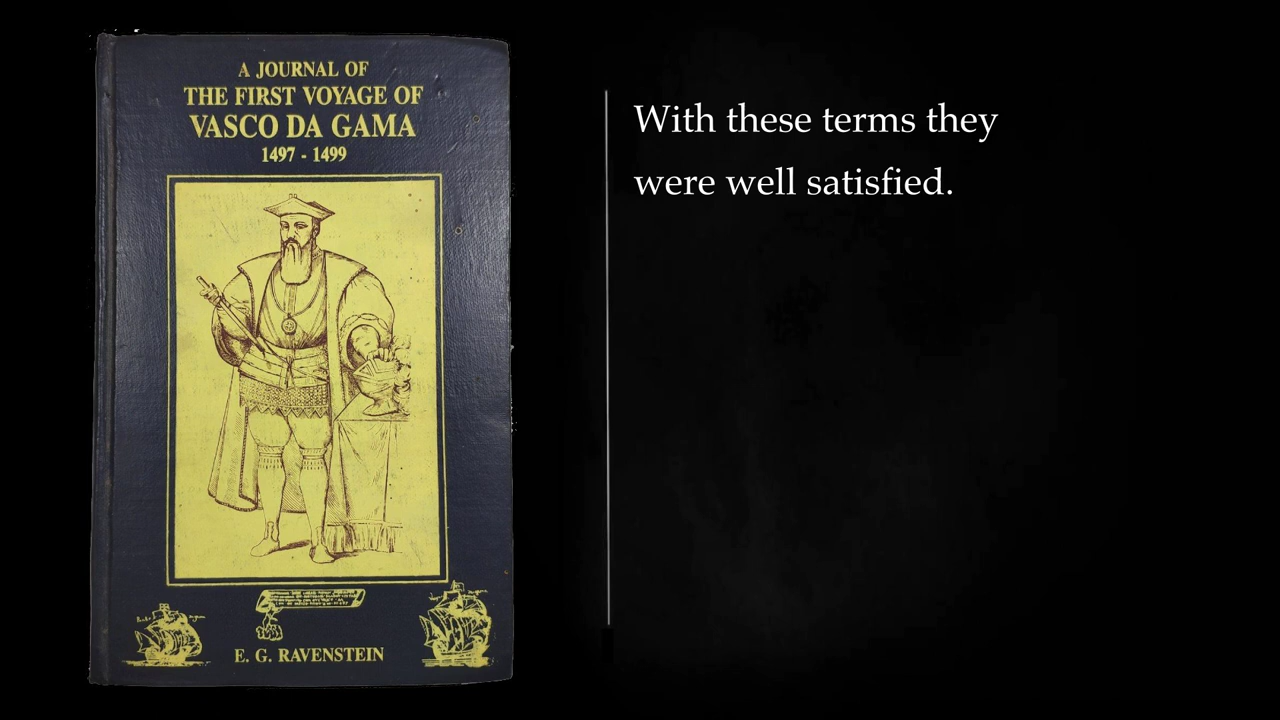 A JOURNAL OF
THE FIRST VOYAGE OF
VASCO DA GAMA
1497 - 1499
E. G. RAVENSTEIN
With these terms they
were well satisfied.